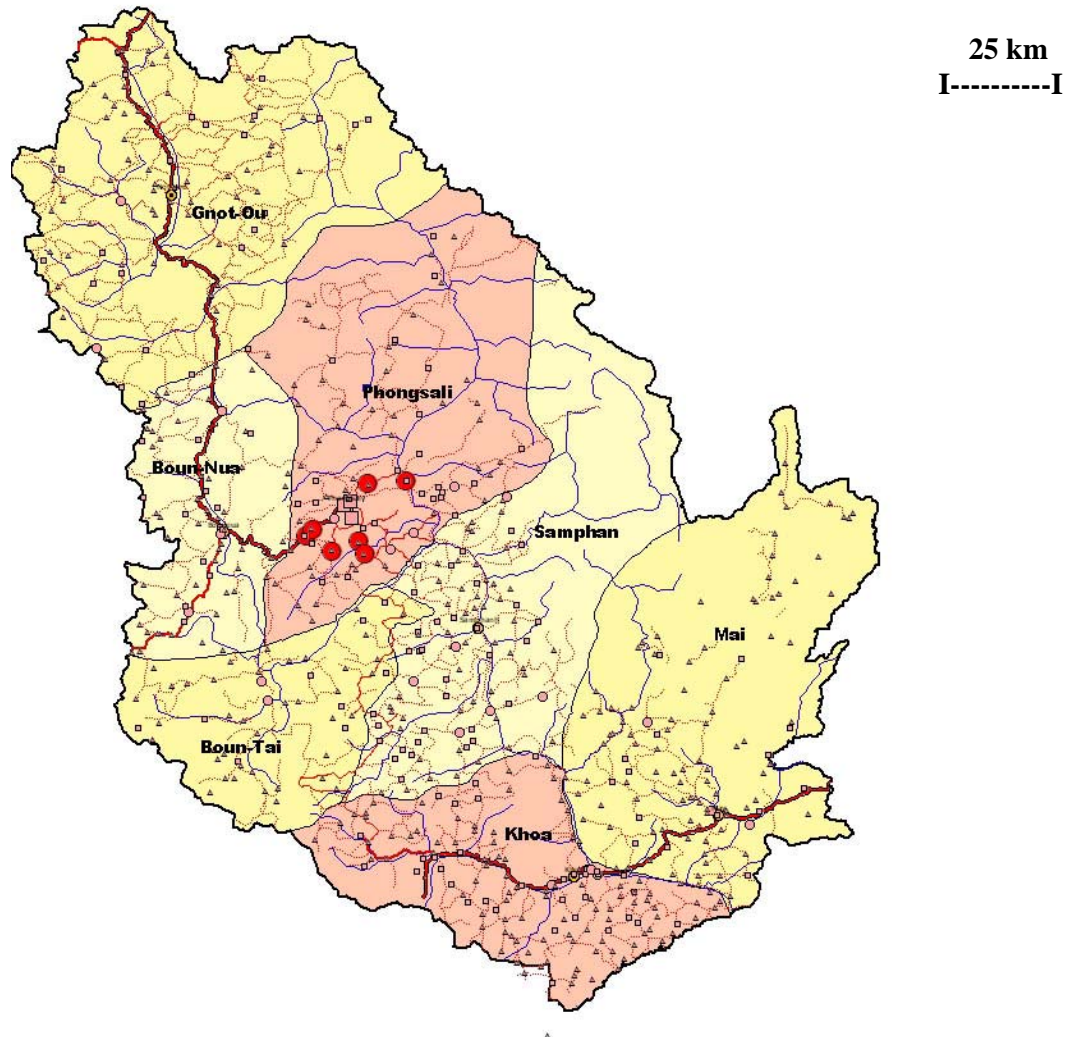 25 km
I----------I
Gnot-Ou
Phongsali
Boun-Nua
Samphan
Mai
Boun-Tai
Khoa